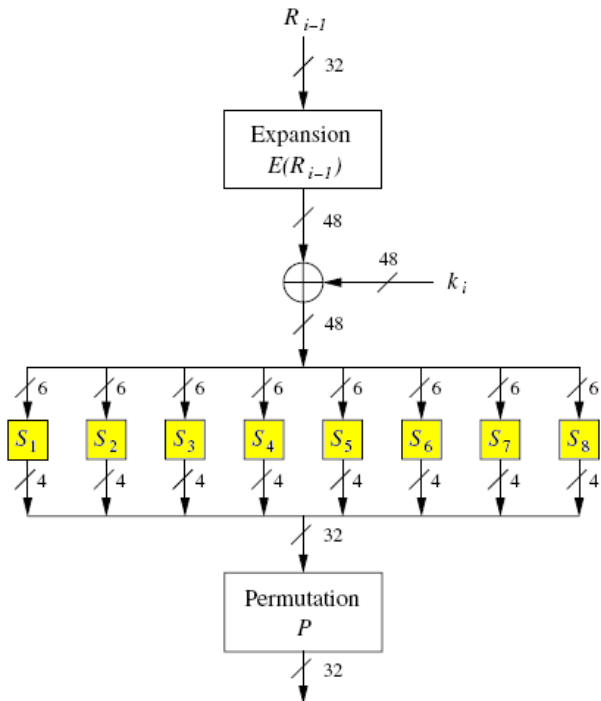 R i−1
32
Expansion
E(R i−1)
48
48
k i
48
6 6 6 6 6 6 6 6
S1 S2 S3 S4 S5 S6 S7 S8
4 4 4 4 4 4 4 4
32
Permutation
P
32